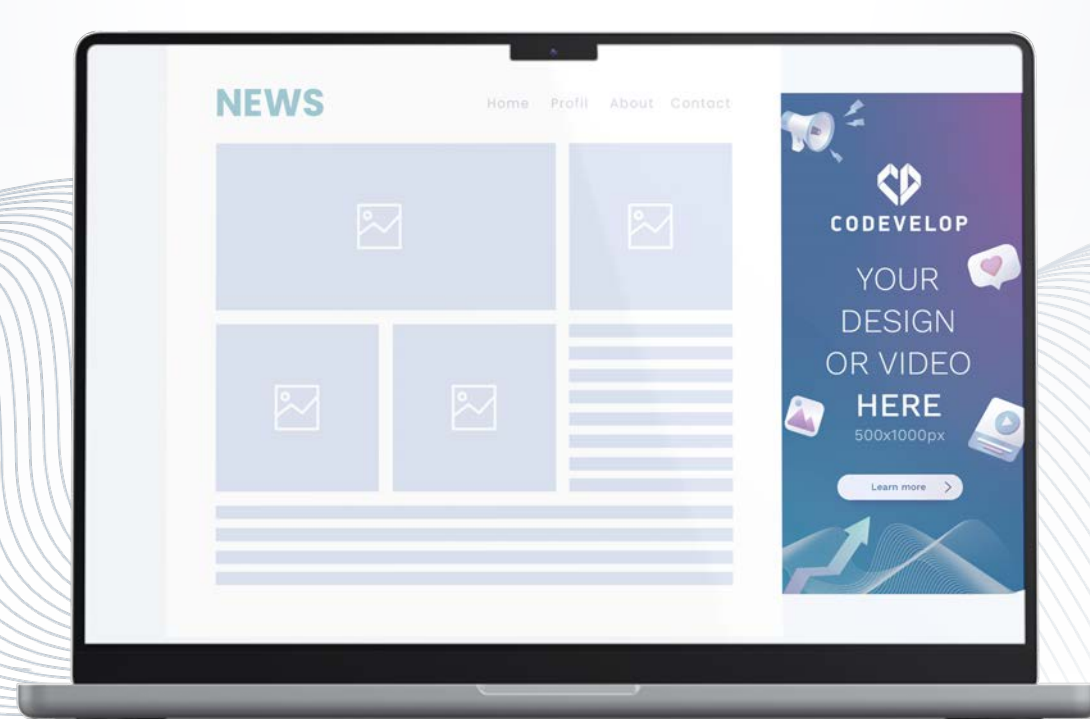 NEWS
Home Profil About Contact
CODEVELOP
YOUR
DESIGN
OR VIDEO
HERE
500x1000px
Learn more